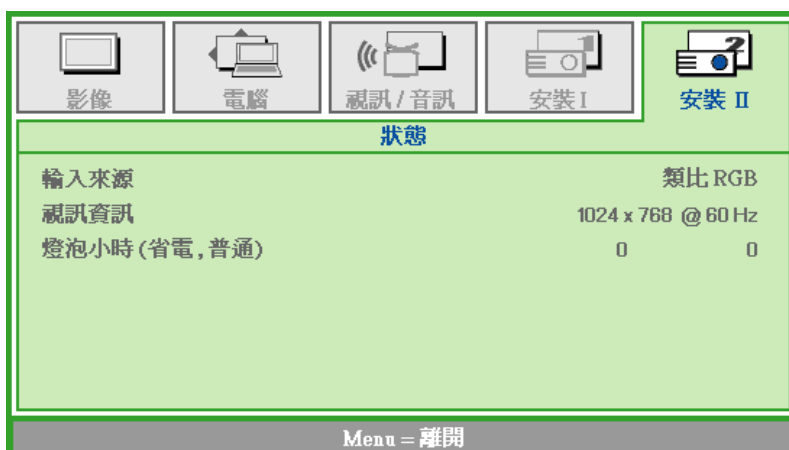 影像
電腦
視訊 / 音訊
安裝 I
安裝 II
狀態
輸入來源 類比 RGB
視訊資訊 1024 x 768 @ 60 Hz
燈泡小時 (省電 , 普通) 0 0
Menu = 離開